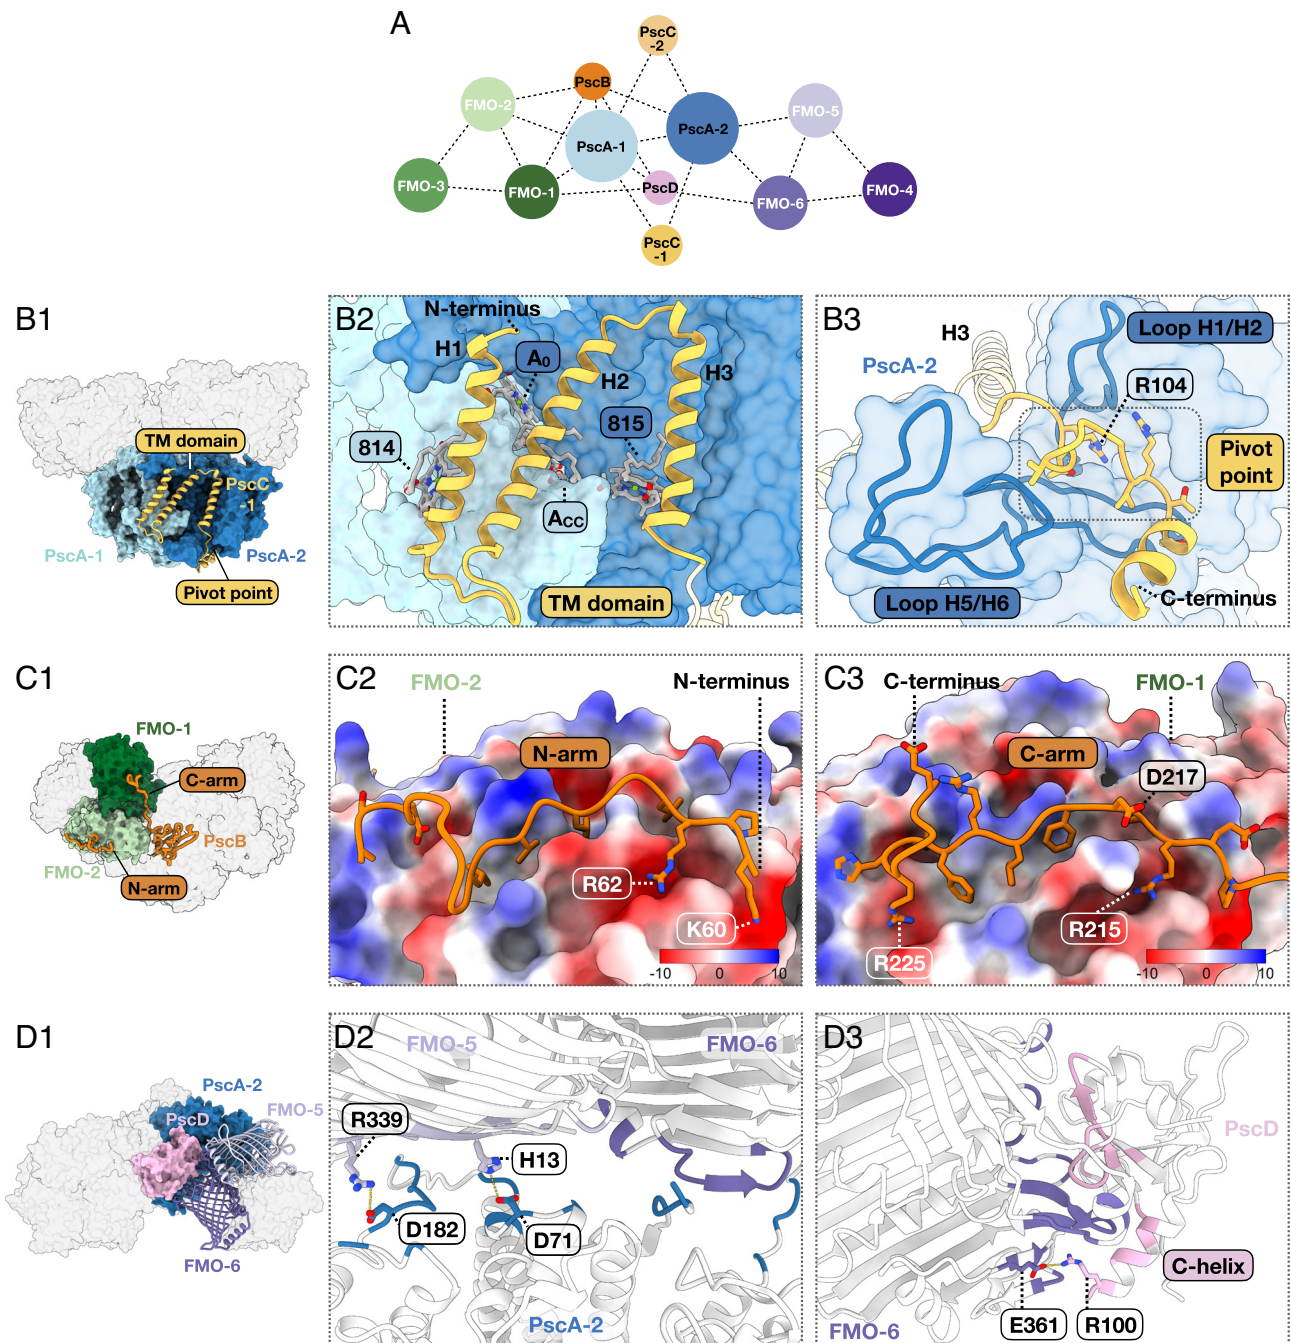 A
PscC
-2
PscB
FMO-2
FMO-5
PscA-2
PscA-1
FMO-3
FMO-1
PscD
FMO-6
FMO-4
PscC
-1
B1
TM domain
PscC
-1
PscA-1
PscA-2
Pivot point
B2
N-terminus
H1
A0
H2
H3
814
815
ACC
TM domain
B3
H3
Loop H1/H2
PscA-2
R104
Pivot
point
Loop H5/H6
C-terminus
C1
FMO-1
C-arm
PscB
FMO-2
N-arm
C2
FMO-2
N-terminus
N-arm
R62
K60
-10 0 10
C3
C-terminus
FMO-1
C-arm
D217
R215
R225
-10 0 10
D1
PscA-2
FMO-5
PscD
FMO-6
D2
FMO-5
FMO-6
R339
H13
D182
D71
PscA-2
D3
PscD
C-helix
E361
R100
FMO-6